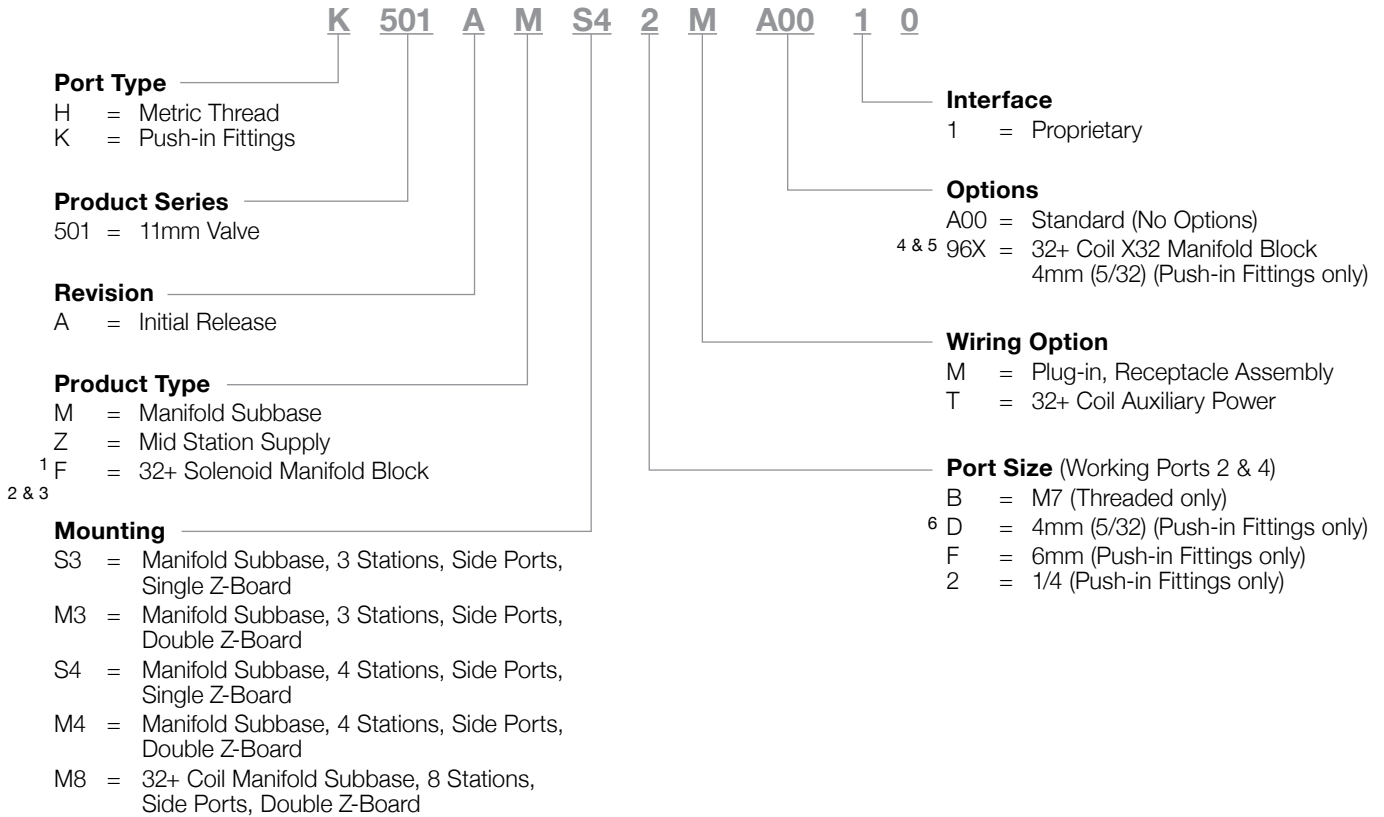 K 501 A M S4 2 M A00 1 0
Port Type
H = Metric Thread
K = Push-in Fittings
Product Series
501 = 11mm Valve
Revision
A = Initial Release
Product Type
M = Manifold Subbase
Z = Mid Station Supply
1 F = 32+ Solenoid Manifold Block
2 & 3
Mounting
S3 = Manifold Subbase, 3 Stations, Side Ports,
Single Z-Board
M3 = Manifold Subbase, 3 Stations, Side Ports,
Double Z-Board
S4 = Manifold Subbase, 4 Stations, Side Ports,
Single Z-Board
M4 = Manifold Subbase, 4 Stations, Side Ports,
Double Z-Board
M8 = 32+ Coil Manifold Subbase, 8 Stations,
Side Ports, Double Z-Board
Interface
1 = Proprietary
Options
A00 = Standard (No Options)
4 & 5 96X = 32+ Coil X32 Manifold Block
4mm (5/32) (Push-in Fittings only)
Wiring Option
M = Plug-in, Receptacle Assembly
T = 32+ Coil Auxiliary Power
Port Size (Working Ports 2 & 4)
B = M7 (Threaded only)
6 D = 4mm (5/32) (Push-in Fittings only)
F = 6mm (Push-in Fittings only)
2 = 1/4 (Push-in Fittings only)